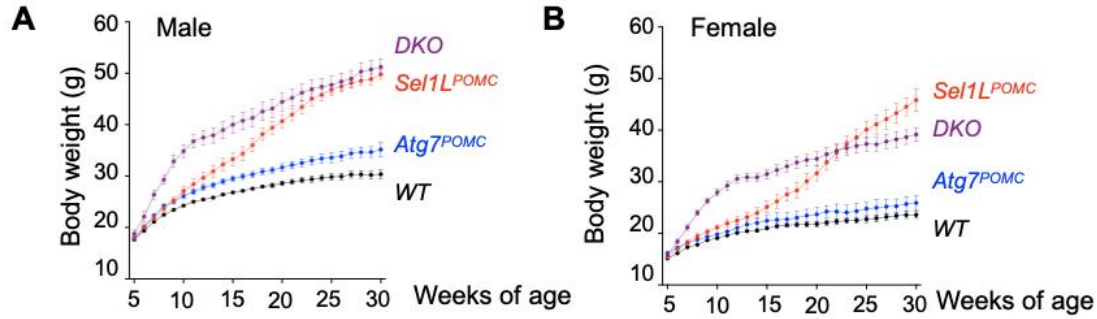 A
Male
Body weight (g)
60
50
40
30
20
10
5 10 15 20 25 30
Weeks of age
DKO
Sel1L^POMC
Atg7^POMC
WT
B
Female
Body weight (g)
60
50
40
30
20
10
5 10 15 20 25 30
Weeks of age
Sel1L^POMC
DKO
Atg7^POMC
WT